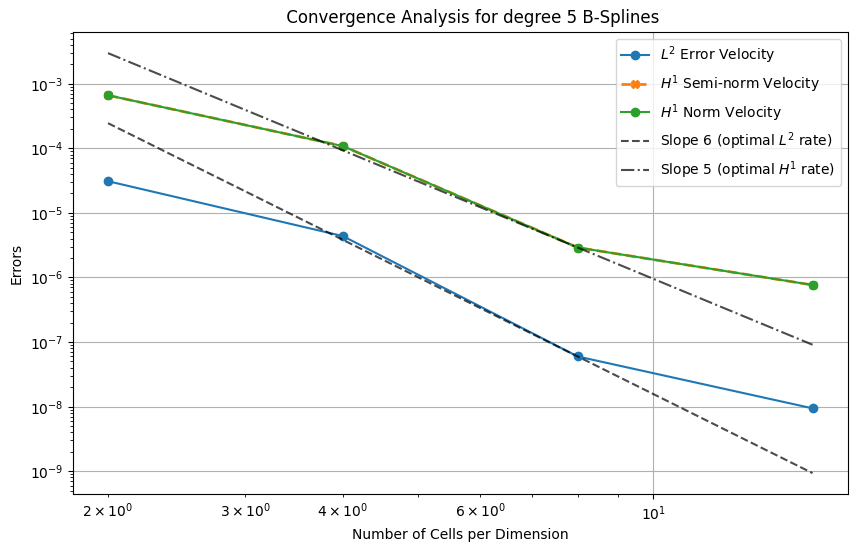 Convergence Analysis for degree 5 B-Splines
L² Error Velocity
H¹ Semi-norm Velocity
H¹ Norm Velocity
Slope 6 (optimal L² rate)
Slope 5 (optimal H¹ rate)
Errors
10⁻³
10⁻⁴
10⁻⁵
10⁻⁶
10⁻⁷
10⁻⁸
10⁻⁹
2 × 10⁰
3 × 10⁰
4 × 10⁰
6 × 10⁰
10¹
Number of Cells per Dimension